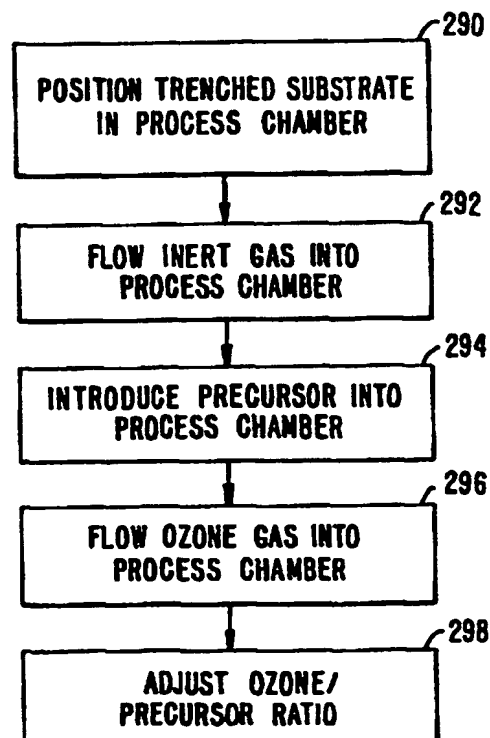 290
POSITION TRENCHED SUBSTRATE
IN PROCESS CHAMBER
292
FLOW INERT GAS INTO
PROCESS CHAMBER
294
INTRODUCE PRECURSOR INTO
PROCESS CHAMBER
296
FLOW OZONE GAS INTO
PROCESS CHAMBER
298
ADJUST OZONE/
PRECURSOR RATIO